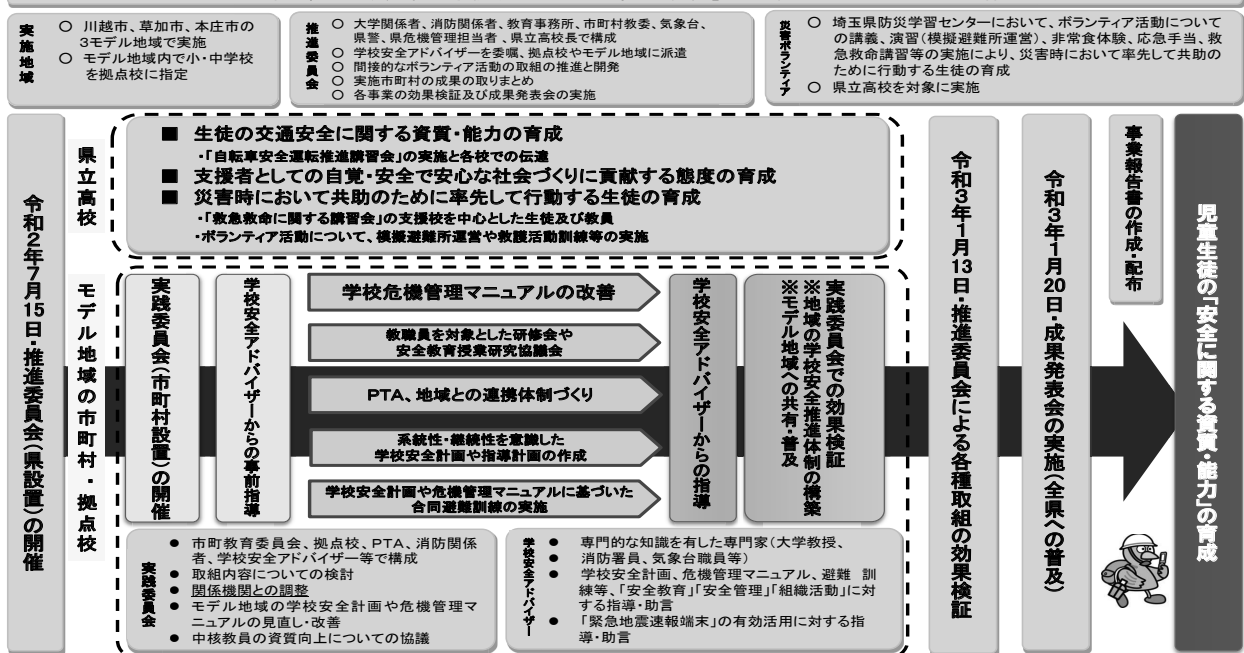 実施地域
○ 川越市、草加市、本庄市の
3モデル地域で実施
○ モデル地域内で小・中学校
を拠点校に指定
推進委員会
○ 大学関係者、消防関係者、教育事務所、市町村教委、気象台、
県警、県危機管理担当者、県立高校長で構成
○ 学校安全アドバイザーを委嘱、拠点校やモデル地域に派遣
○ 間接的なボランティア活動の取組の推進と開発
○ 実施市町村の成果の取りまとめ
○ 各事業の効果検証及び成果発表会の実施
災害ボランティア
○ 埼玉県防災学習センターにおいて、ボランティア活動について
の講義、演習(模擬避難所運営)、非常食体験、応急手当、救
急救命講習等の実施により、災害時において率先して共助の
ために行動する生徒の育成
○ 県立高校を対象に実施
令和2年7月15日・推進委員会(県設置)の開催
県立高校
■ 生徒の交通安全に関する資質・能力の育成
・「自転車安全運転推進講習会」の実施と各校での伝達
■ 支援者としての自覚・安全で安心な社会づくりに貢献する態度の育成
■ 災害時において共助のために率先して行動する生徒の育成
・「救急救命に関する講習会」の支援校を中心とした生徒及び教員
・ボランティア活動について、模擬避難所運営や救護活動訓練等の実施
モデル地域の市町村・拠点校
実践委員会(市町村設置)の開催
学校安全アドバイザーからの事前指導
学校危機管理マニュアルの改善
教職員を対象とした研修会や
安全教育授業研究協議会
PTA、地域との連携体制づくり
系統性・継続性を意識した
学校安全計画や指導計画の作成
学校安全計画や危機管理マニュアルに基づいた
合同避難訓練の実施
学校安全アドバイザーからの指導
実践委員会での効果検証
※地域の学校安全推進体制の構築
※モデル地域への共有・普及
実践委員会
● 市町教育委員会、拠点校、PTA、消防関係
者、学校安全アドバイザー等で構成
● 取組内容についての検討
● 関係機関との調整
● モデル地域の学校安全計画や危機管理マ
ニュアルの見直し・改善
● 中核教員の資質向上についての協議
学校安全アドバイザー
● 専門的な知識を有した専門家(大学教授、
● 消防署員、気象台職員等)
● 学校安全計画、危機管理マニュアル、避難 訓
練等、「安全教育」「安全管理」「組織活動」に対
する指導・助言
● 「緊急地震速報端末」の有効活用に対する指
導・助言
令和3年1月13日・推進委員会による各種取組の効果検証
令和3年1月20日・成果発表会の実施(全県への普及)
事業報告書の作成・配布
児童生徒の「安全に関する資質・能力」の育成